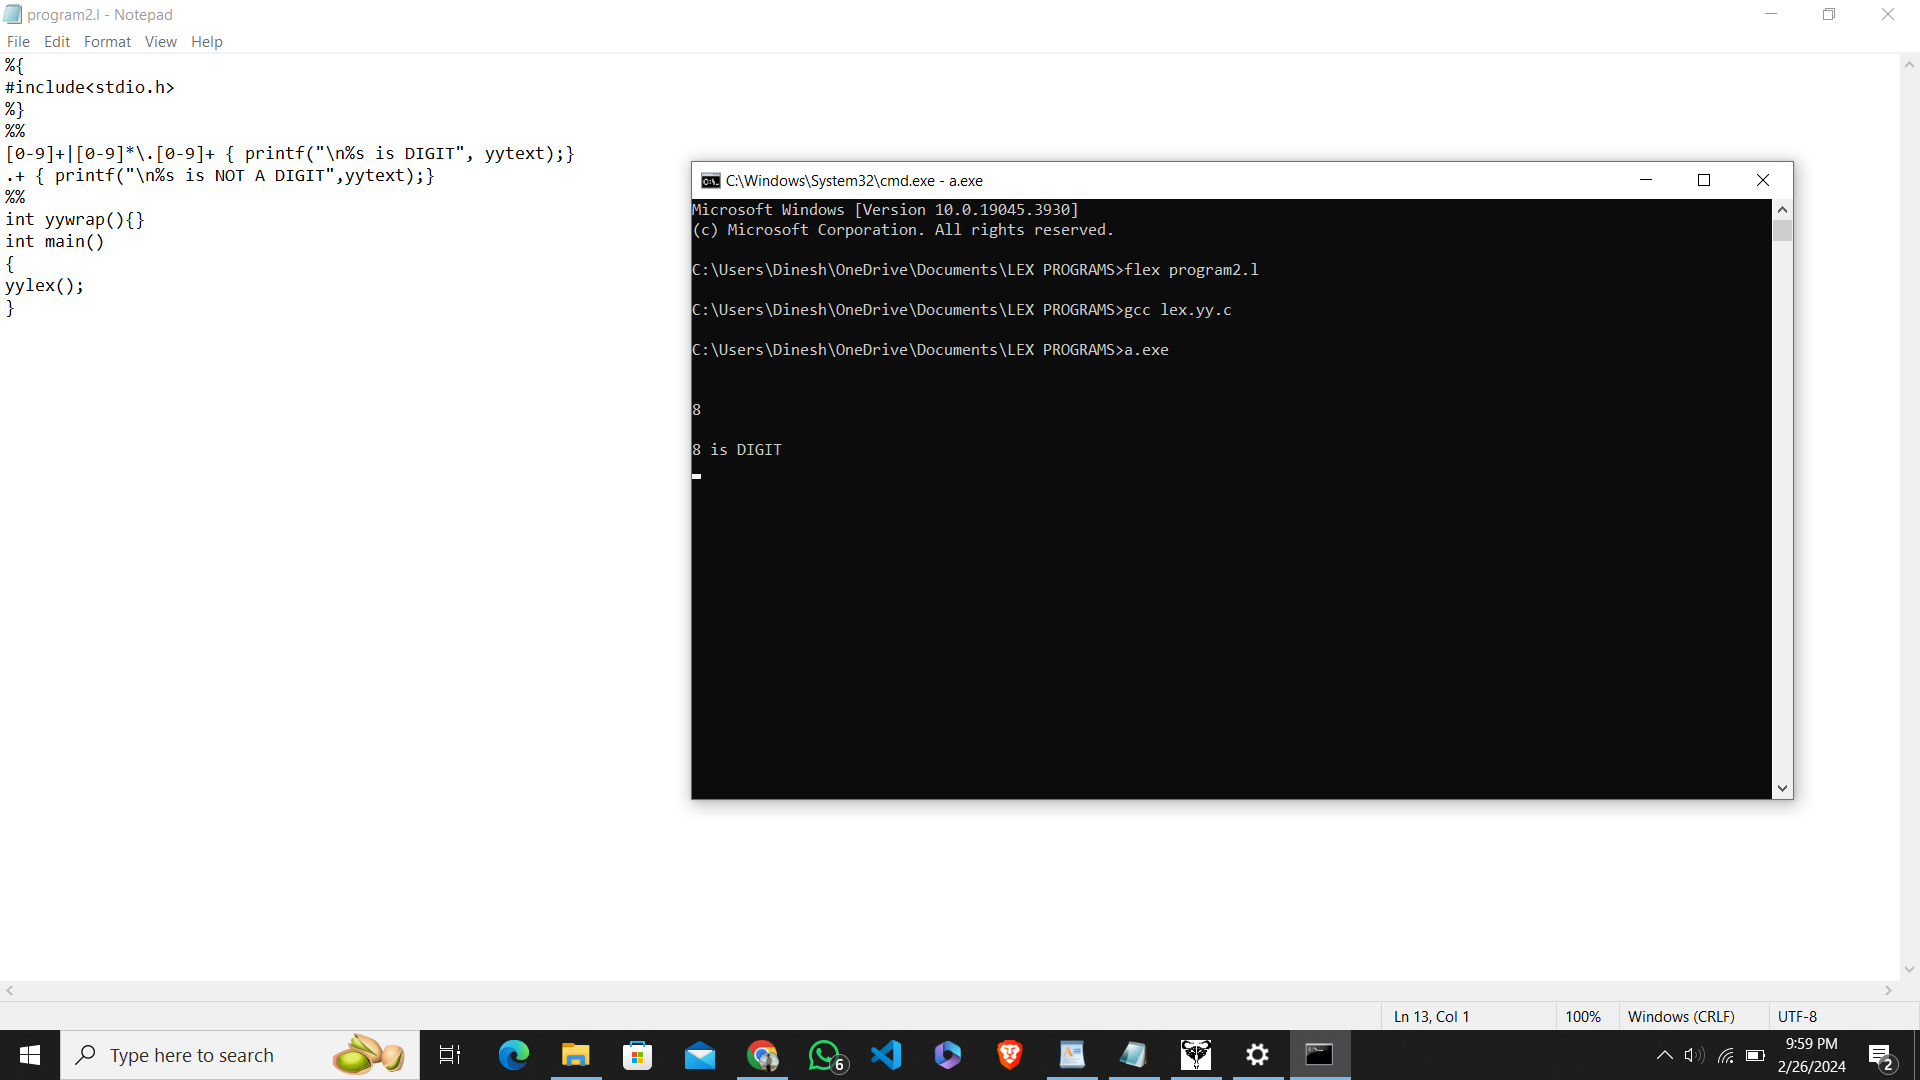 program2.l - Notepad
File Edit Format View Help
%{
#include<stdio.h>
%}
%%
[0-9]+|[0-9]*\.[0-9]+ { printf("\n%s is DIGIT", yytext);}
.+ { printf("\n%s is NOT A DIGIT",yytext);}
%%
int yywrap(){}
int main()
{
yylex();
}
C:\Windows\System32\cmd.exe - a.exe
Microsoft Windows [Version 10.0.19045.3930]
(c) Microsoft Corporation. All rights reserved.
C:\Users\Dinesh\OneDrive\Documents\LEX PROGRAMS>flex program2.l
C:\Users\Dinesh\OneDrive\Documents\LEX PROGRAMS>gcc lex.yy.c
C:\Users\Dinesh\OneDrive\Documents\LEX PROGRAMS>a.exe
8
8 is DIGIT
Ln 13, Col 1 100% Windows (CRLF) UTF-8
Type here to search
6
9:59 PM
2/26/2024
2